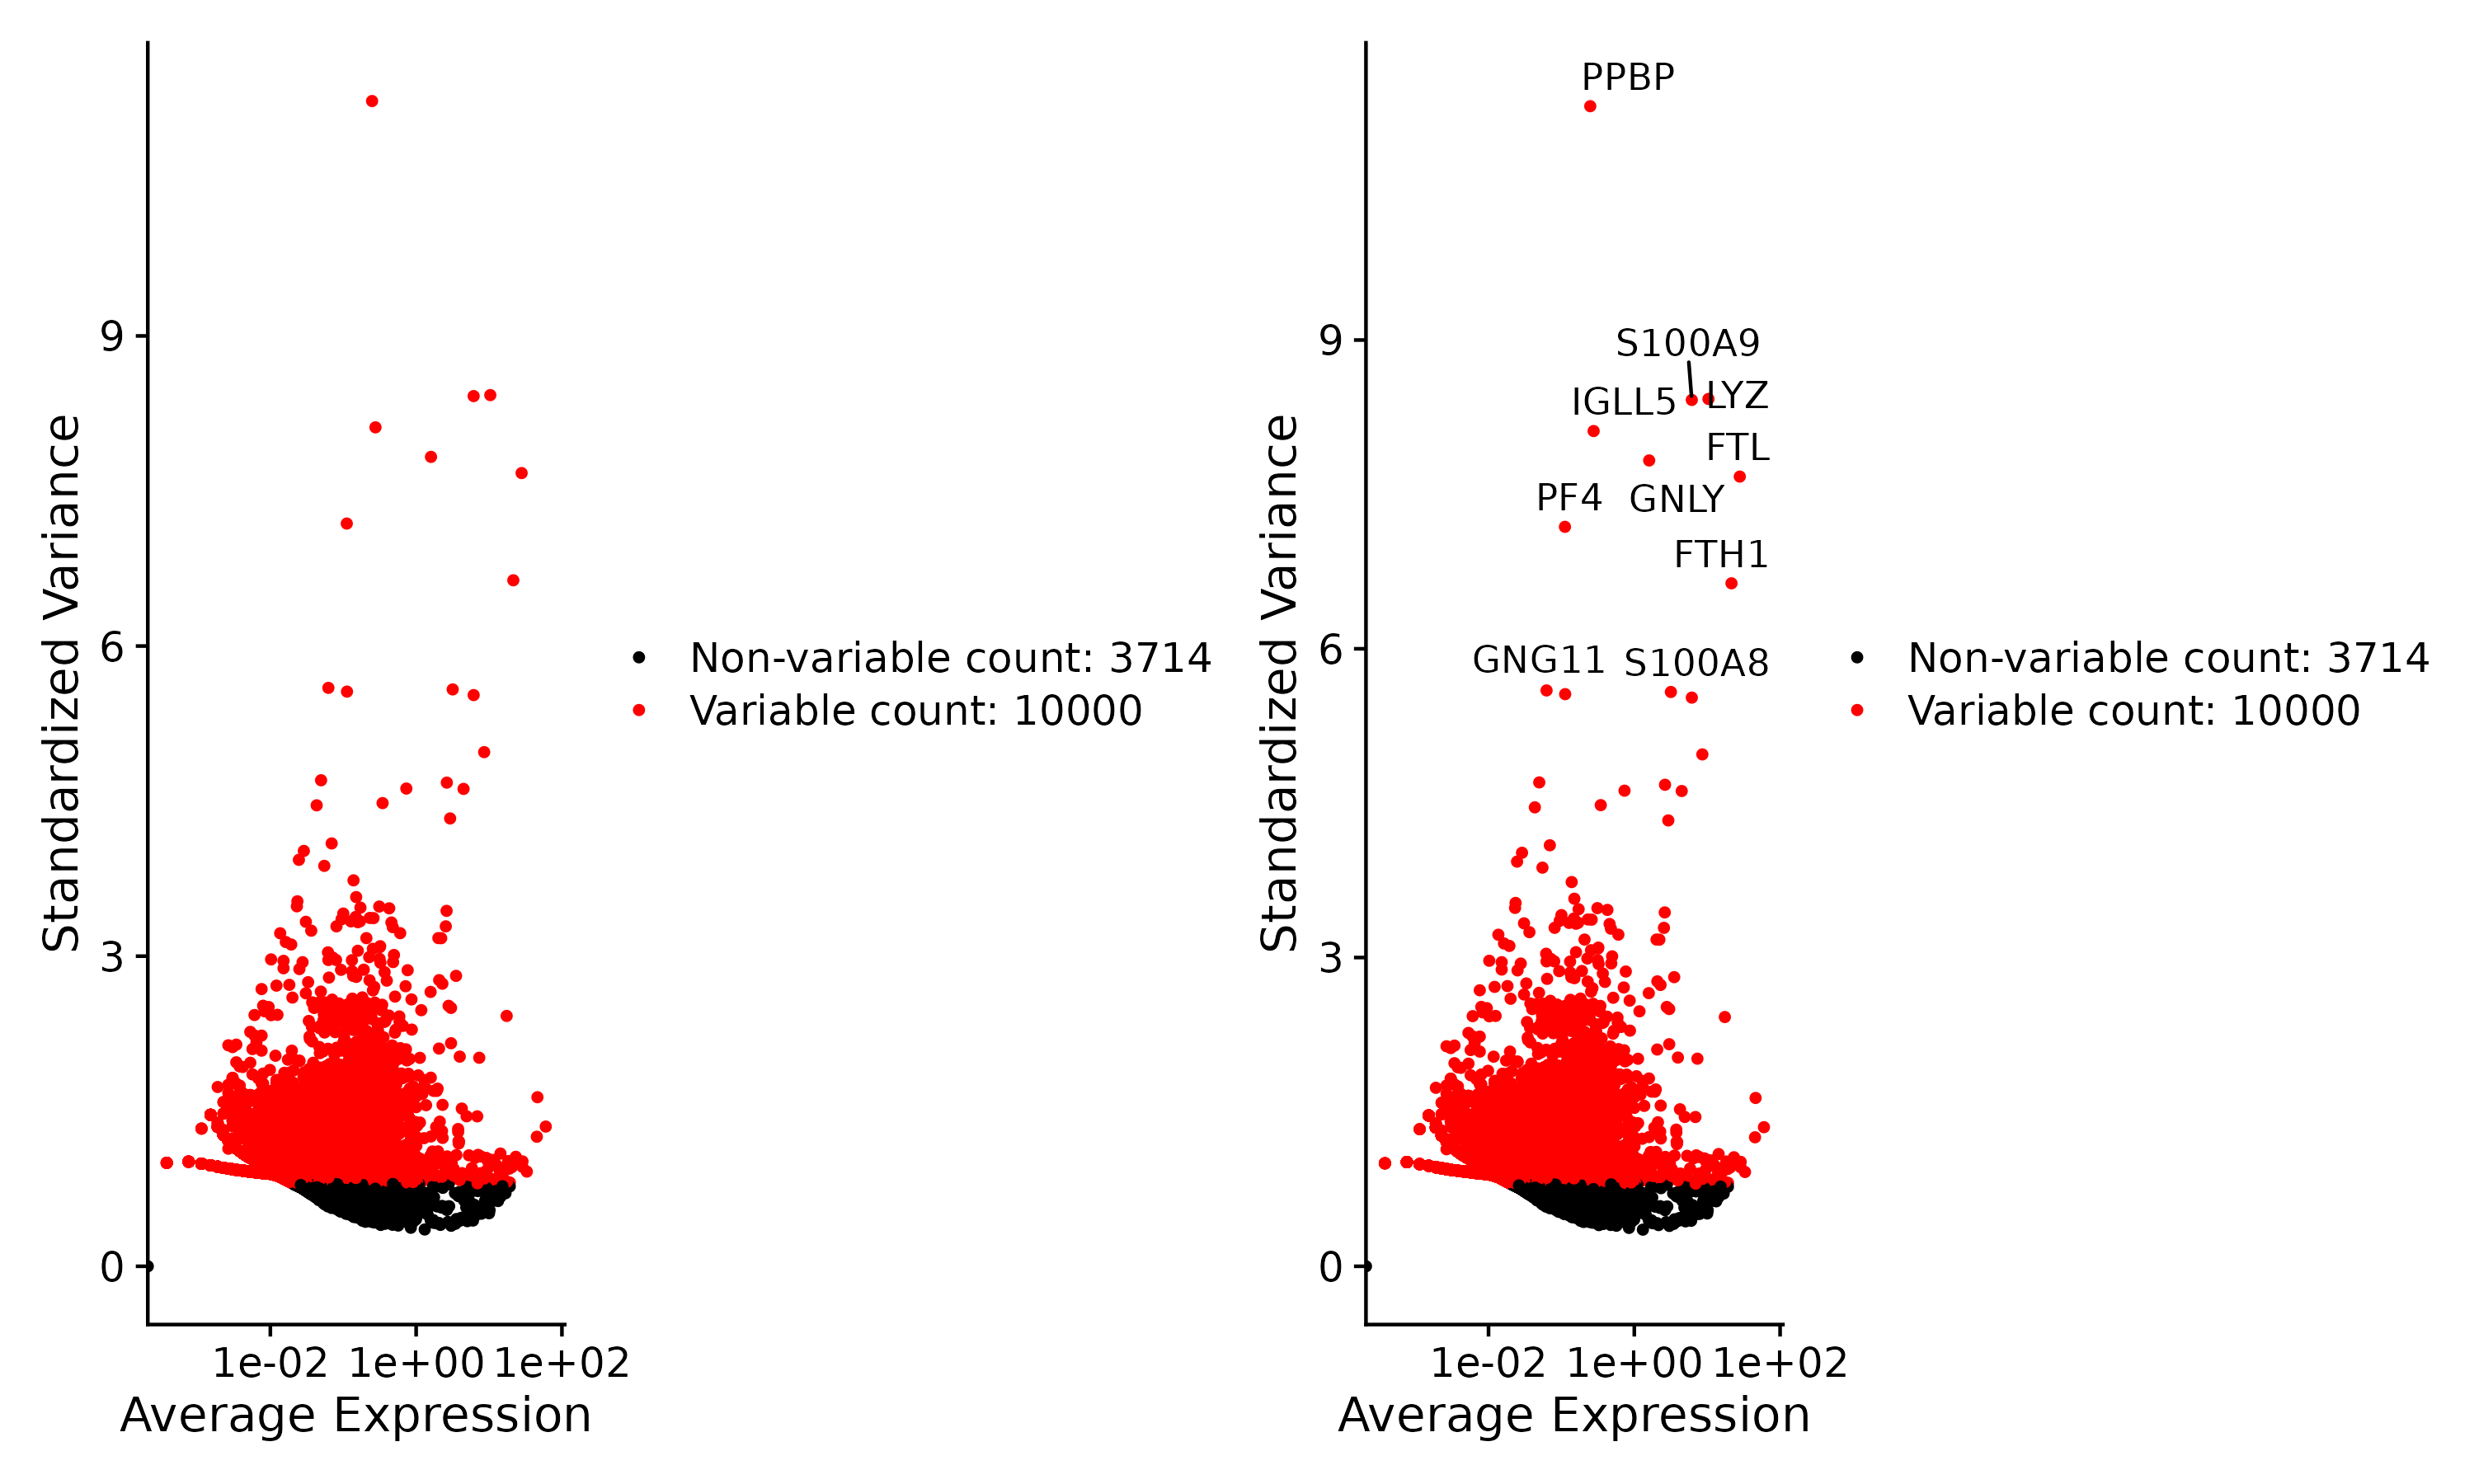 9
6
3
0
Standardized Variance
1e-02 1e+00 1e+02
Average Expression
Non-variable count: 3714
Variable count: 10000
PPBP
S100A9
LYZ
IGLL5
FTL
PF4
GNLY
FTH1
GNG11
S100A8
9
6
3
0
Standardized Variance
1e-02 1e+00 1e+02
Average Expression
Non-variable count: 3714
Variable count: 10000